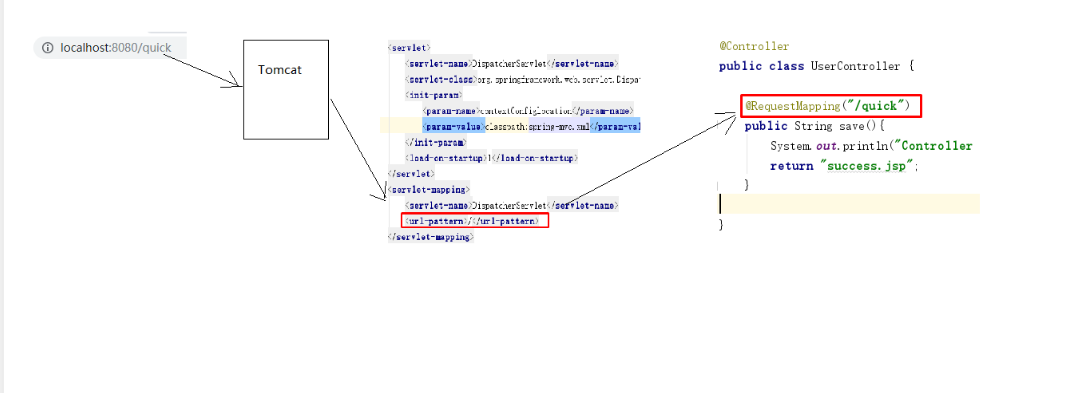 localhost:8080/quick
Tomcat
<servlet>
<servlet-name>DispatcherServlet</servlet-name>
<servlet-class>org.springframework.web.servlet.Dispa
<init-param>
<param-name>contextConfigLocation</param-name>
<param-value>classpath:spring-mvc.xml</param-va
</init-param>
<load-on-startup>1</load-on-startup>
</servlet>
<servlet-mapping>
<servlet-name>DispatcherServlet</servlet-name>
<url-pattern>/</url-pattern>
</servlet-mapping>
@Controller
public class UserController {
@RequestMapping("/quick")
public String save(){
System.out.println("Controller
return "success.jsp";
}
}